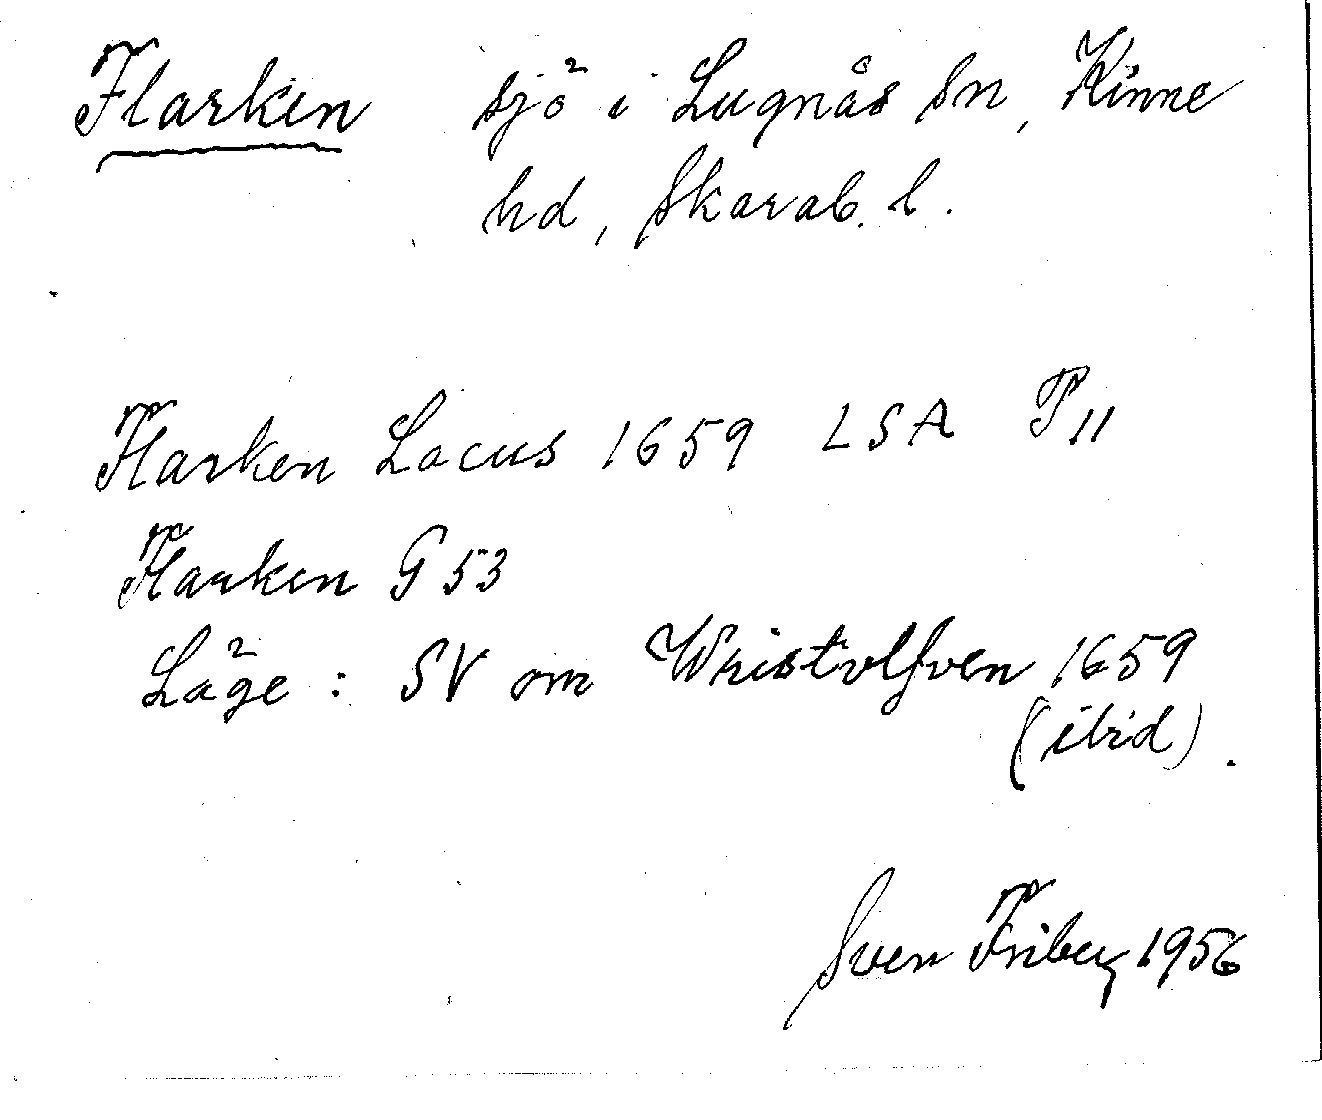 Flarken sjö i Lugnås sn, Kinne
hd, Skarab. l.
Flarken Lacus 1659 LSA P 11
Flarken G 53
Läge: SV om Wristolfven 1659
(ibid).
Sven Friberg 1956